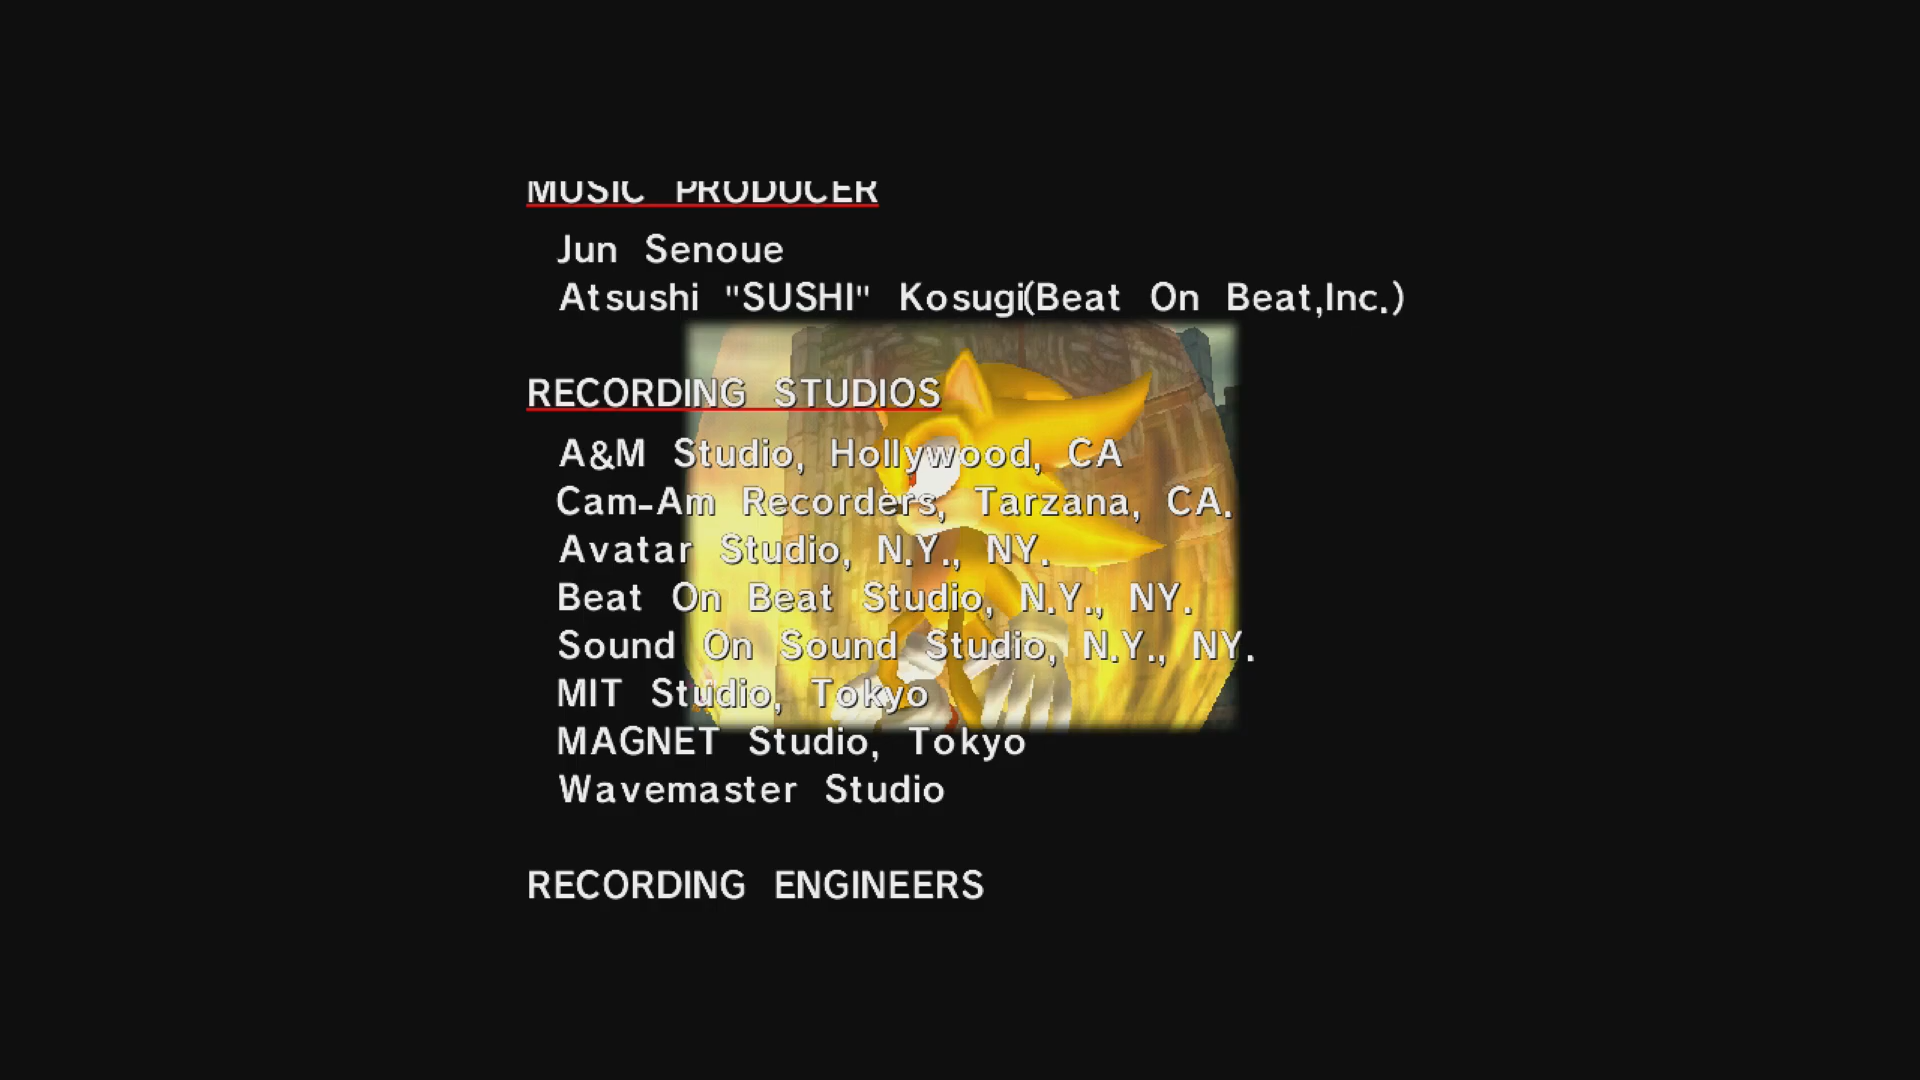 MUSIC PRODUCER
Jun Senoue
Atsushi "SUSHI" Kosugi(Beat On Beat,Inc.)
RECORDING STUDIOS
A&M Studio, Hollywood, CA
Cam-Am Recorders, Tarzana, CA.
Avatar Studio, N.Y., NY.
Beat On Beat Studio, N.Y., NY.
Sound On Sound Studio, N.Y., NY.
MIT Studio, Tokyo
MAGNET Studio, Tokyo
Wavemaster Studio
RECORDING ENGINEERS